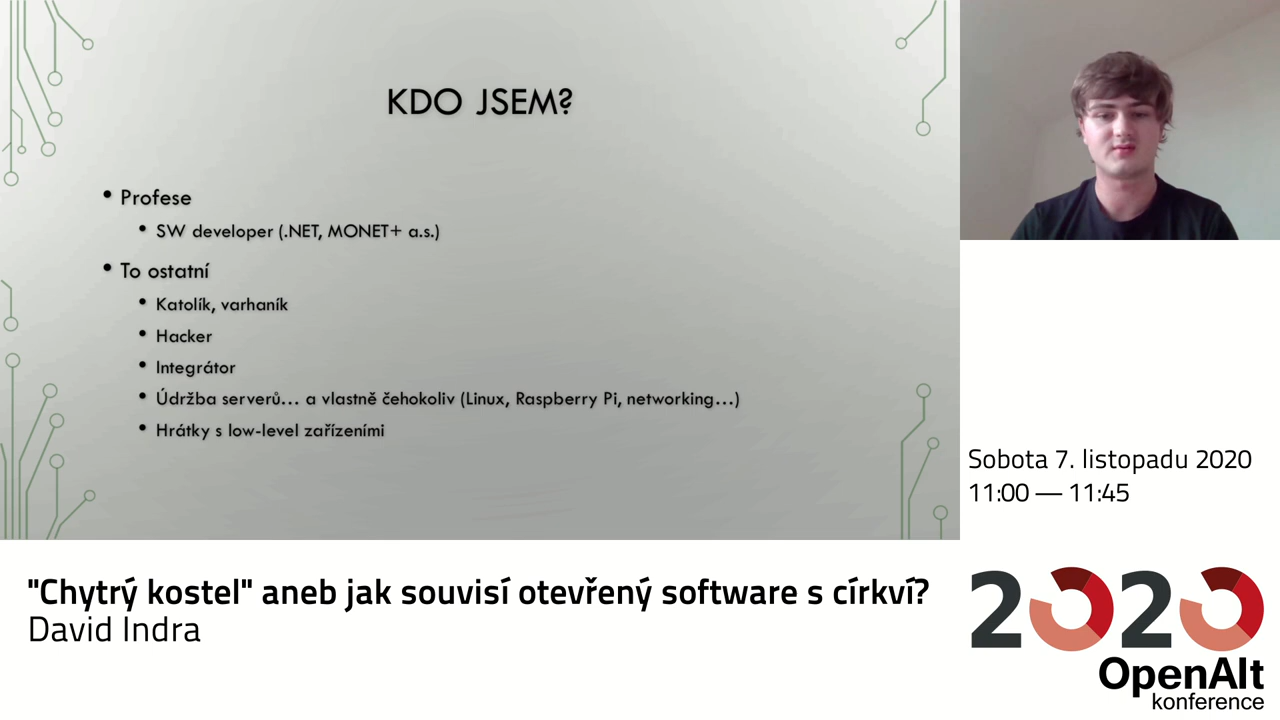 KDO JSEM?
• Profese
• SW developer (.NET, MONET+ a.s.)
• To ostatní
• Katolík, varhaník
• Hacker
• Integrátor
• Údržba serverů... a vlastně čehokoliv (Linux, Raspberry Pi, networking...)
• Hrátky s low-level zařízeními
Sobota 7. listopadu 2020
11:00 — 11:45
"Chytrý kostel" aneb jak souvisí otevřený software s církví?
David Indra
2020
OpenAlt
konference